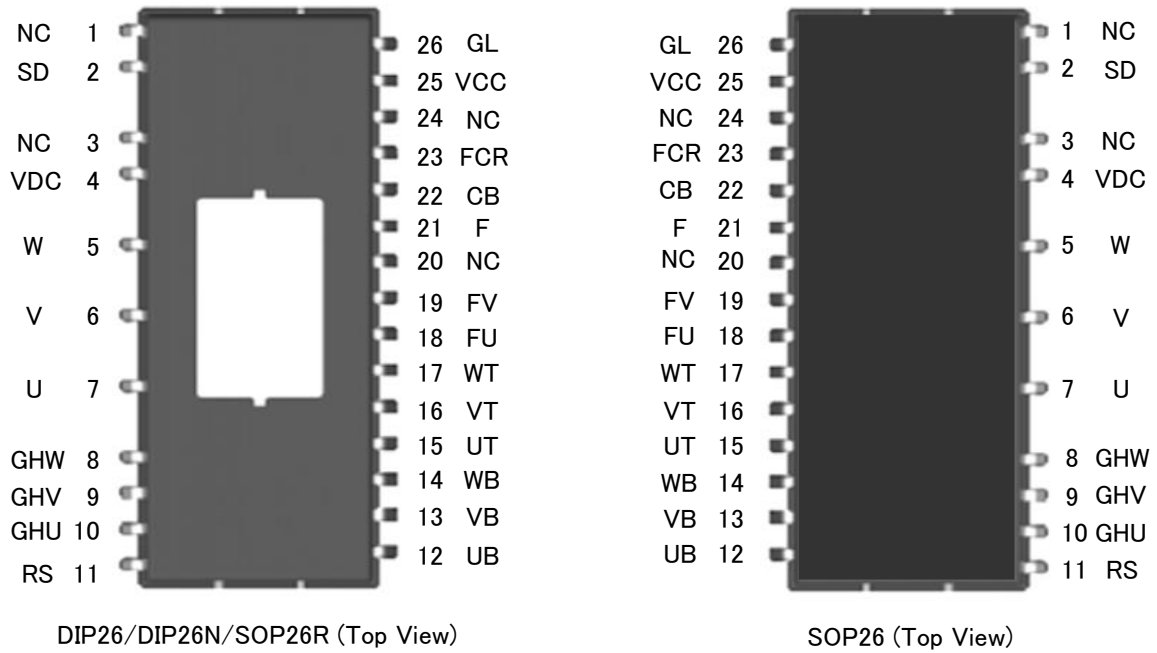 NC 1
SD 2
NC 3
VDC 4
W 5
V 6
U 7
GHW 8
GHV 9
GHU 10
RS 11
26 GL
25 VCC
24 NC
23 FCR
22 CB
21 F
20 NC
19 FV
18 FU
17 WT
16 VT
15 UT
14 WB
13 VB
12 UB
DIP26/DIP26N/SOP26R (Top View)
GL 26
VCC 25
NC 24
FCR 23
CB 22
F 21
NC 20
FV 19
FU 18
WT 17
VT 16
UT 15
WB 14
VB 13
UB 12
1 NC
2 SD
3 NC
4 VDC
5 W
6 V
7 U
8 GHW
9 GHV
10 GHU
11 RS
SOP26 (Top View)